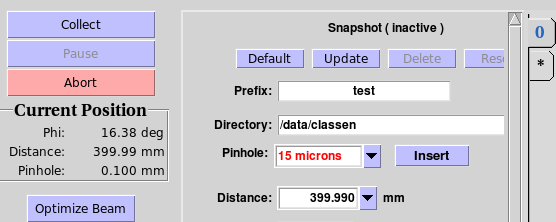 Collect
Pause
Abort
Current Position
Phi: 16.38 deg
Distance: 399.99 mm
Pinhole: 0.100 mm
Optimize Beam
Snapshot ( inactive )
Default Update Delete
Prefix: test
Directory: /data/classen
Pinhole: 15 microns Insert
Distance: 399.990 mm
0
*